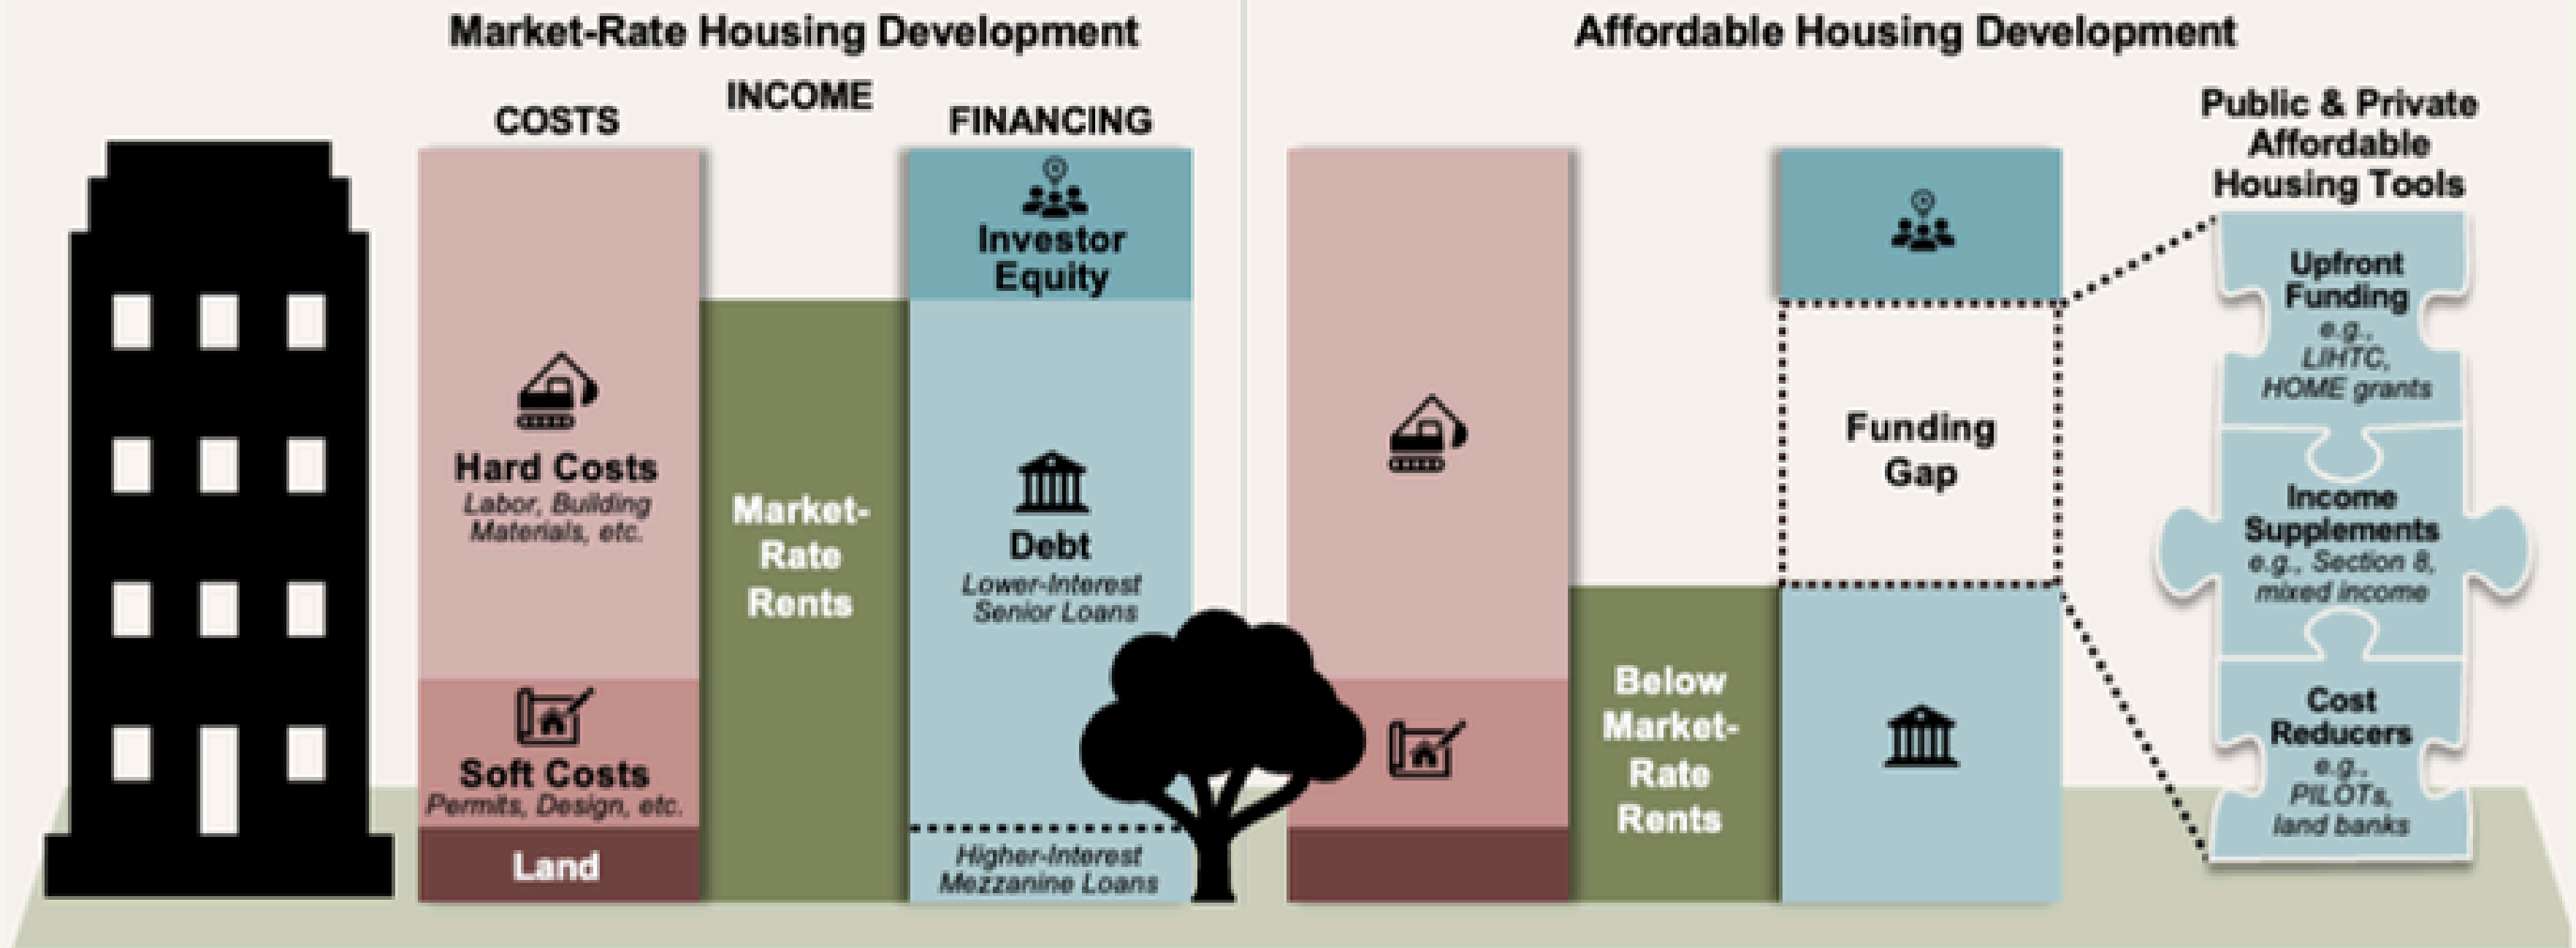 Market-Rate Housing Development
COSTS
INCOME
FINANCING
Hard Costs
Labor, Building
Materials, etc.
Soft Costs
Permits, Design, etc.
Land
Market-
Rate
Rents
Investor
Equity
Debt
Lower-Interest
Senior Loans
Higher-Interest
Mezzanine Loans
Affordable Housing Development
Below
Market-
Rate
Rents
Funding
Gap
Public & Private
Affordable
Housing Tools
Upfront
Funding
e.g.,
LIHTC,
HOME grants
Income
Supplements
e.g., Section 8,
mixed income
Cost
Reducers
e.g.,
PILOTs,
land banks